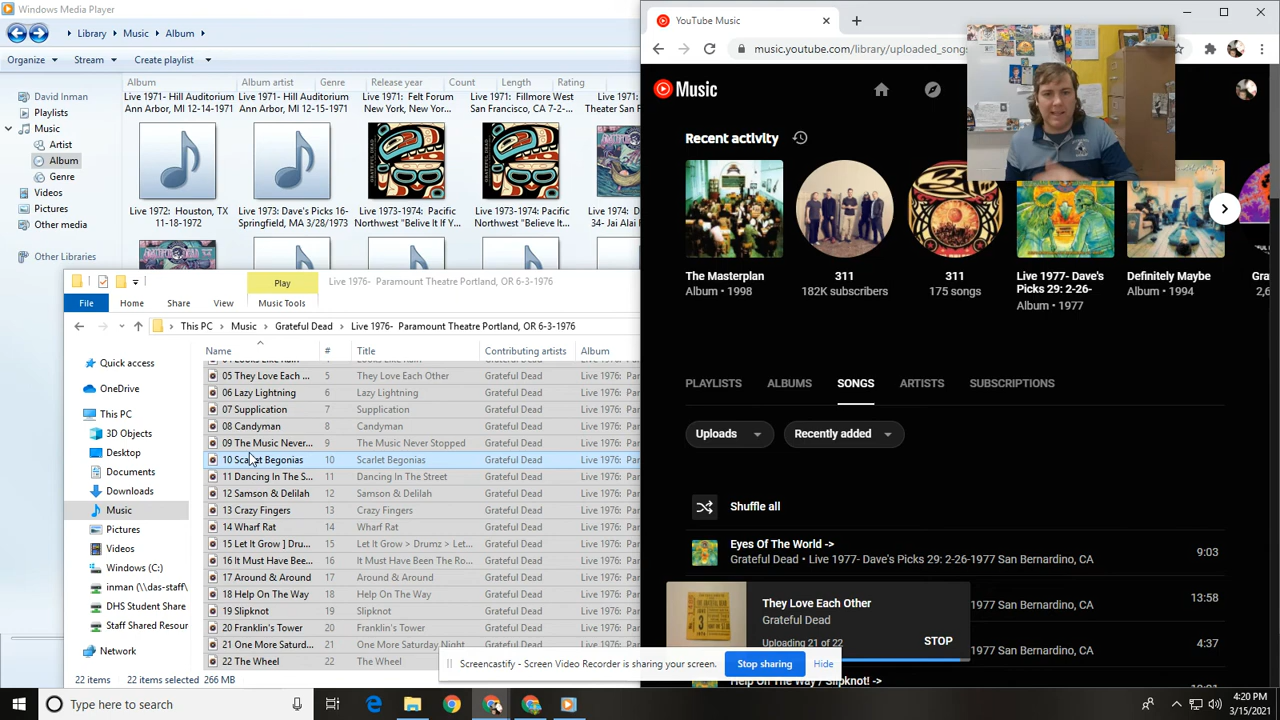 Windows Media Player
Library
Music
Album
Organize
Stream
Create playlist
Album
Album artist
Genre
Release year
Count
Length
Rating
David Inman
Playlists
Music
Artist
Album
Genre
Videos
Pictures
Other media
Other Libraries
Live 1971- Hill Auditorium
Ann Arbor, MI 12-14-1971
Live 1971- Hill Auditorium
Ann Arbor, MI 12-15-1971
Live 1971: Felt Forum
New York, New York
Live 1971: Fillmore West
San Francisco, CA 7-2-...
Live 1971:
Theater San R
Live 1972: Houston, TX
11-18-1972
Live 1973: Dave's Picks 16-
Springfield, MA 3/28/1973
Live 1973-1974: Pacific
Northwest "Belive It If Yo...
Live 1973-1974: Pacific
Northwest "Believe It If...
Live 1974: D
34- Jai Alai
Play
Live 1976- Paramount Theatre Portland, OR 6-3-1976
File
Home
Share
View
Music Tools
This PC
Music
Grateful Dead
Live 1976- Paramount Theatre Portland, OR 6-3-1976
Name
#
Title
Contributing artists
Album
Quick access
OneDrive
This PC
3D Objects
Desktop
Documents
Downloads
Music
Pictures
Videos
Windows (C:)
inman (\\das-staff\
DHS Student Share
Staff Shared Resour
Network
04 Looks Like Rain 4 Looks Like Rain Grateful Dead Live 1976: Par
05 They Love Each ... 5 They Love Each Other Grateful Dead Live 1976: Par
06 Lazy Lightning 6 Lazy Lightning Grateful Dead Live 1976: Par
07 Supplication 7 Supplication Grateful Dead Live 1976: Par
08 Candyman 8 Candyman Grateful Dead Live 1976: Par
09 The Music Never... 9 The Music Never Stopped Grateful Dead Live 1976: Par
10 Scarlet Begonias 10 Scarlet Begonias Grateful Dead Live 1976: Par
11 Dancing In The S... 11 Dancing In The Street Grateful Dead Live 1976: Par
12 Samson & Delilah 12 Samson & Delilah Grateful Dead Live 1976: Par
13 Crazy Fingers 13 Crazy Fingers Grateful Dead Live 1976: Par
14 Wharf Rat 14 Wharf Rat Grateful Dead Live 1976: Par
15 Let It Grow ] Dru... 15 Let It Grow > Drumz > Let... Grateful Dead Live 1976: Par
16 It Must Have Bee... 16 It Must Have Been The Ro... Grateful Dead Live 1976: Par
17 Around & Around 17 Around & Around Grateful Dead Live 1976: Par
18 Help On The Way 18 Help On The Way Grateful Dead Live 1976: Par
19 Slipknot 19 Slipknot Grateful Dead Live 1976: Par
20 Franklin's Tower 20 Franklin's Tower Grateful Dead Live 1976: Par
21 One More Saturd... 21 One More Saturday Night Grateful Dead Live 1976: Par
22 The Wheel 22 The Wheel
22 items
22 items selected 266 MB
YouTube Music
music.youtube.com/library/uploaded_songs
Music
Recent activity
The Masterplan
Album • 1998
311
182K subscribers
311
175 songs
Live 1977- Dave's
Picks 29: 2-26-
Album • 1977
Definitely Maybe
Album • 1994
PLAYLISTS
ALBUMS
SONGS
ARTISTS
SUBSCRIPTIONS
Uploads
Recently added
Shuffle all
Eyes Of The World ->
Grateful Dead • Live 1977- Dave's Picks 29: 2-26-1977 San Bernardino, CA
9:03
1977 San Bernardino, CA
13:58
1977 San Bernardino, CA
4:37
Help On The Way / Slipknot! ->
They Love Each Other
Grateful Dead
Uploading 21 of 22
STOP
Screencastify - Screen Video Recorder is sharing your screen.
Stop sharing
Hide
Type here to search
4:20 PM
3/15/2021